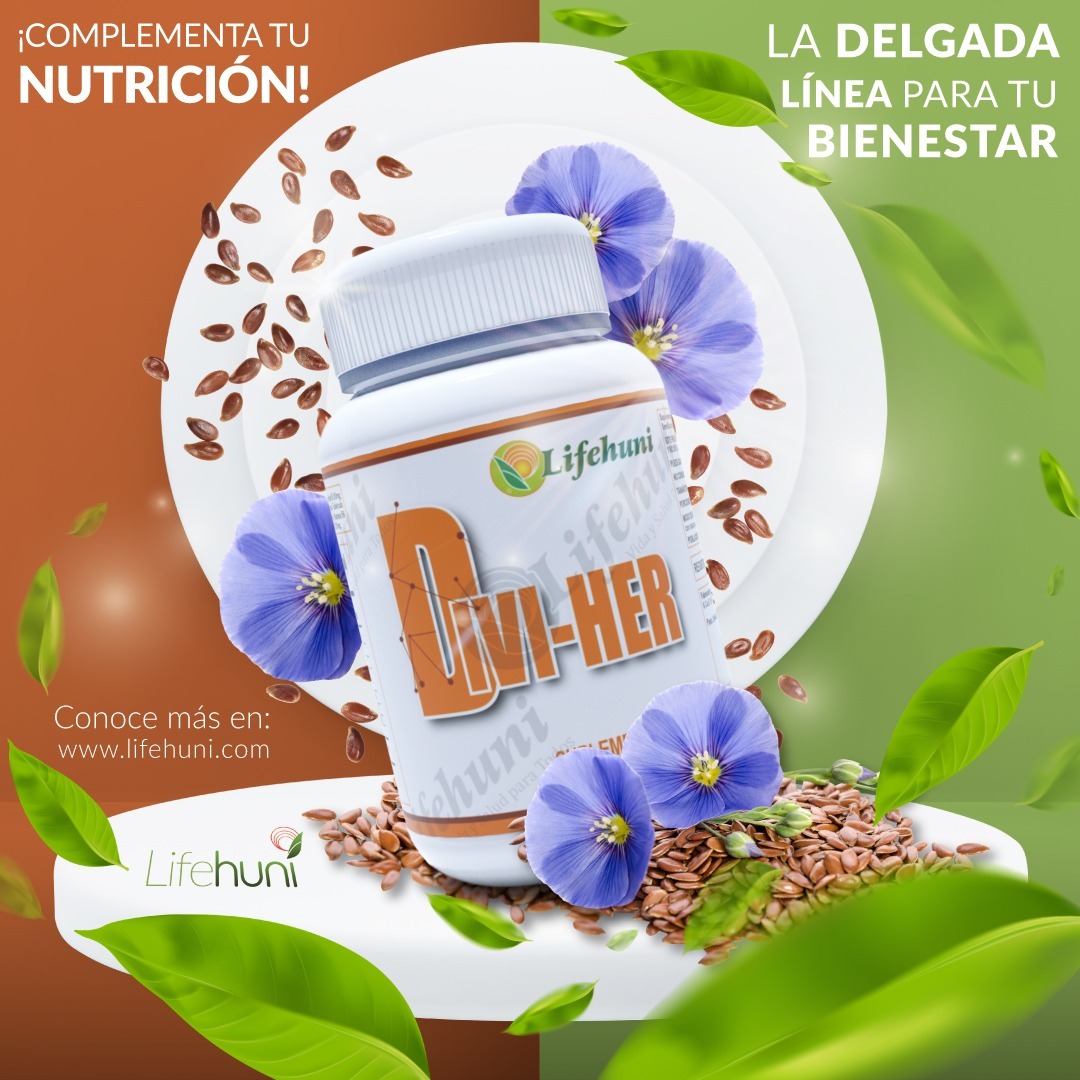 ¡COMPLEMENTA TU
NUTRICIÓN!
LA DELGADA
LÍNEA PARA TU
BIENESTAR
Lifehuni
DIVI-HER
Conoce más en:
www.lifehuni.com
Lifehuni